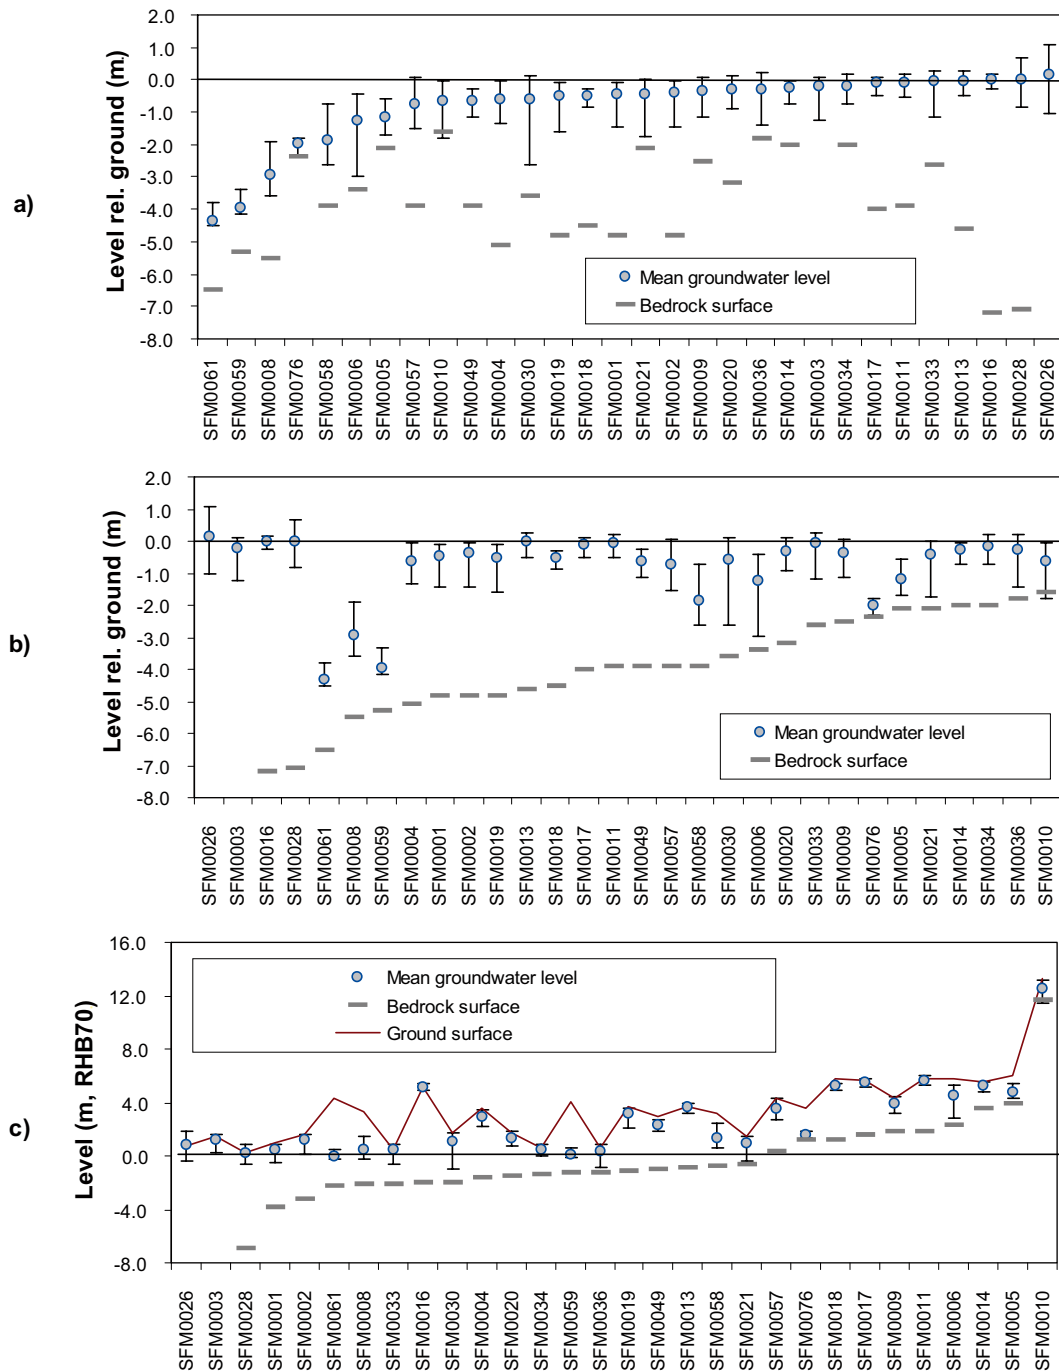 a)
Level rel. ground (m)
2.0
1.0
0.0
-1.0
-2.0
-3.0
-4.0
-5.0
-6.0
-7.0
-8.0
Mean groundwater level
Bedrock surface
SFM0061
SFM0059
SFM0008
SFM0076
SFM0058
SFM0006
SFM0005
SFM0057
SFM0010
SFM0049
SFM0004
SFM0030
SFM0019
SFM0018
SFM0001
SFM0021
SFM0002
SFM0009
SFM0020
SFM0036
SFM0014
SFM0003
SFM0034
SFM0017
SFM0011
SFM0033
SFM0013
SFM0016
SFM0028
SFM0026
b)
Level rel. ground (m)
2.0
1.0
0.0
-1.0
-2.0
-3.0
-4.0
-5.0
-6.0
-7.0
-8.0
Mean groundwater level
Bedrock surface
SFM0026
SFM0003
SFM0016
SFM0028
SFM0061
SFM0008
SFM0059
SFM0004
SFM0001
SFM0002
SFM0019
SFM0013
SFM0018
SFM0017
SFM0011
SFM0049
SFM0057
SFM0058
SFM0030
SFM0006
SFM0020
SFM0033
SFM0009
SFM0076
SFM0005
SFM0021
SFM0014
SFM0034
SFM0036
SFM0010
c)
Level (m, RHB70)
16.0
12.0
8.0
4.0
0.0
-4.0
-8.0
Mean groundwater level
Bedrock surface
Ground surface
SFM0026
SFM0003
SFM0028
SFM0001
SFM0002
SFM0061
SFM0008
SFM0033
SFM0016
SFM0030
SFM0004
SFM0020
SFM0034
SFM0059
SFM0036
SFM0019
SFM0049
SFM0013
SFM0058
SFM0021
SFM0057
SFM0076
SFM0018
SFM0017
SFM0009
SFM0011
SFM0006
SFM0014
SFM0005
SFM0010